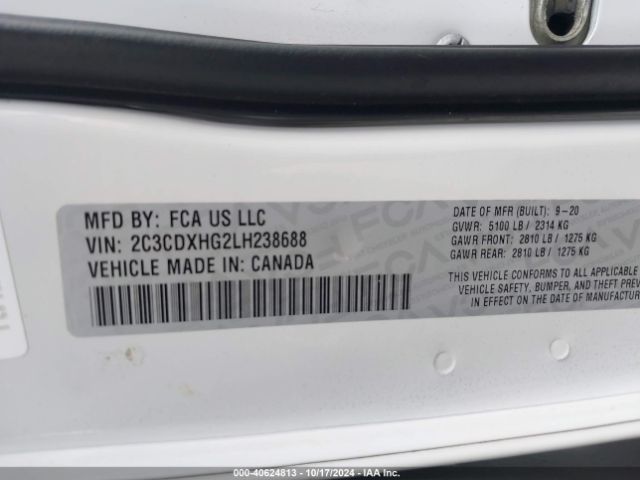 MFD BY: FCA US LLC
VIN: 2C3CDXHG2LH238688
VEHICLE MADE IN: CANADA
DATE OF MFR (BUILT): 9-20
GVWR: 5100 LB / 2314 KG
GAWR FRONT: 2810 LB / 1275 KG
GAWR REAR: 2810 LB / 1275 KG
THIS VEHICLE CONFORMS TO ALL APPLICABLE
VEHICLE SAFETY, BUMPER, AND THEFT PREV
IN EFFECT ON THE DATE OF MANUFACTUR
Stock: 40624813 - 10/17/2024 - IAA Inc.